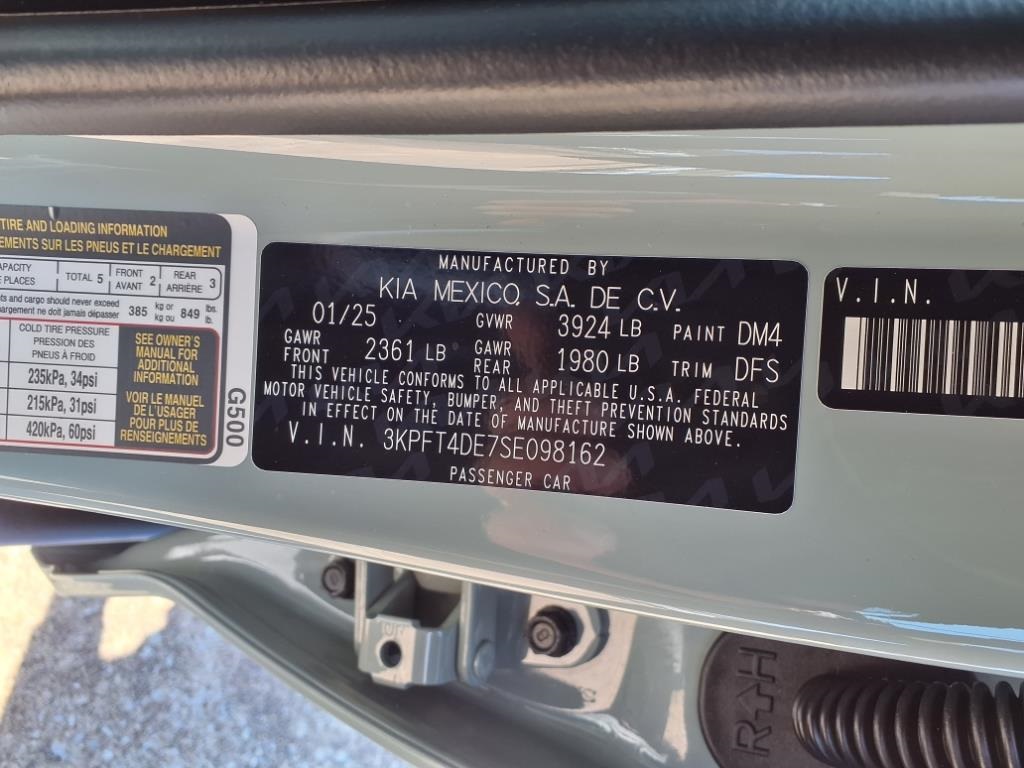 TIRE AND LOADING INFORMATION
EMENTS SUR LES PNEUS ET LE CHARGEMENT
TOTAL 5 FRONT AVANT 2 REAR ARRIÈRE 3
nts and cargo should never exceed 385 kg or 849 lbs.
argement ne doit jamais dépasser kg ou lb.
COLD TIRE PRESSURE
PRESSION DES
PNEUS À FROID
235kPa, 34psi
215kPa, 31psi
420kPa, 60psi
SEE OWNER'S
MANUAL FOR
ADDITIONAL
INFORMATION
VOIR LE MANUEL
DE L'USAGER
POUR PLUS DE
RENSEIGNEMENTS
G500
MANUFACTURED BY
KIA MEXICO, S.A. DE C.V.
01/25 GVWR 3924 LB PAINT DM4
GAWR FRONT 2361 LB GAWR REAR 1980 LB TRIM DFS
THIS VEHICLE CONFORMS TO ALL APPLICABLE U.S.A. FEDERAL
MOTOR VEHICLE SAFETY, BUMPER, AND THEFT PREVENTION STANDARDS
IN EFFECT ON THE DATE OF MANUFACTURE SHOWN ABOVE.
V.I.N. 3KPFT4DE7SE098162
PASSENGER CAR
V.I.N.
R+H